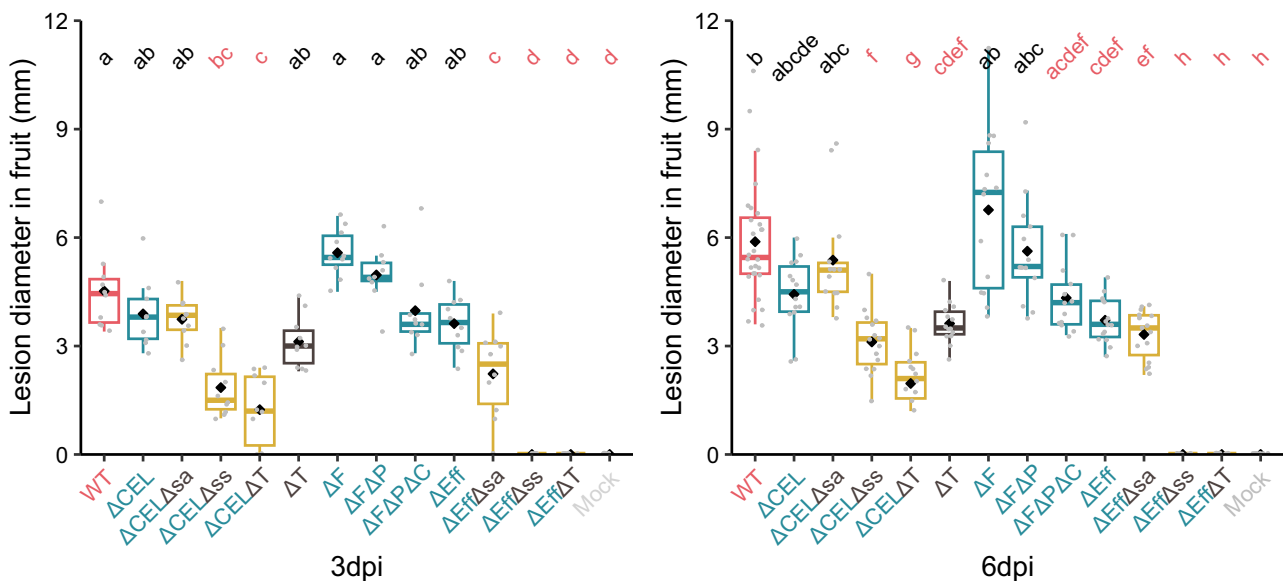 Lesion diameter in fruit (mm)
12
9
6
3
0
a ab ab bc c ab a a ab ab c d d d
WT ΔCEL ΔCELΔsa ΔCELΔss ΔCELΔT ΔT ΔF ΔFΔP ΔFΔPΔC ΔEff ΔEffΔsa ΔEffΔss ΔEffΔT Mock
3dpi
Lesion diameter in fruit (mm)
12
9
6
3
0
b abcde abc f g cdef ab abc acdef cdef ef h h h
WT ΔCEL ΔCELΔsa ΔCELΔss ΔCELΔT ΔT ΔF ΔFΔP ΔFΔPΔC ΔEff ΔEffΔsa ΔEffΔss ΔEffΔT Mock
6dpi